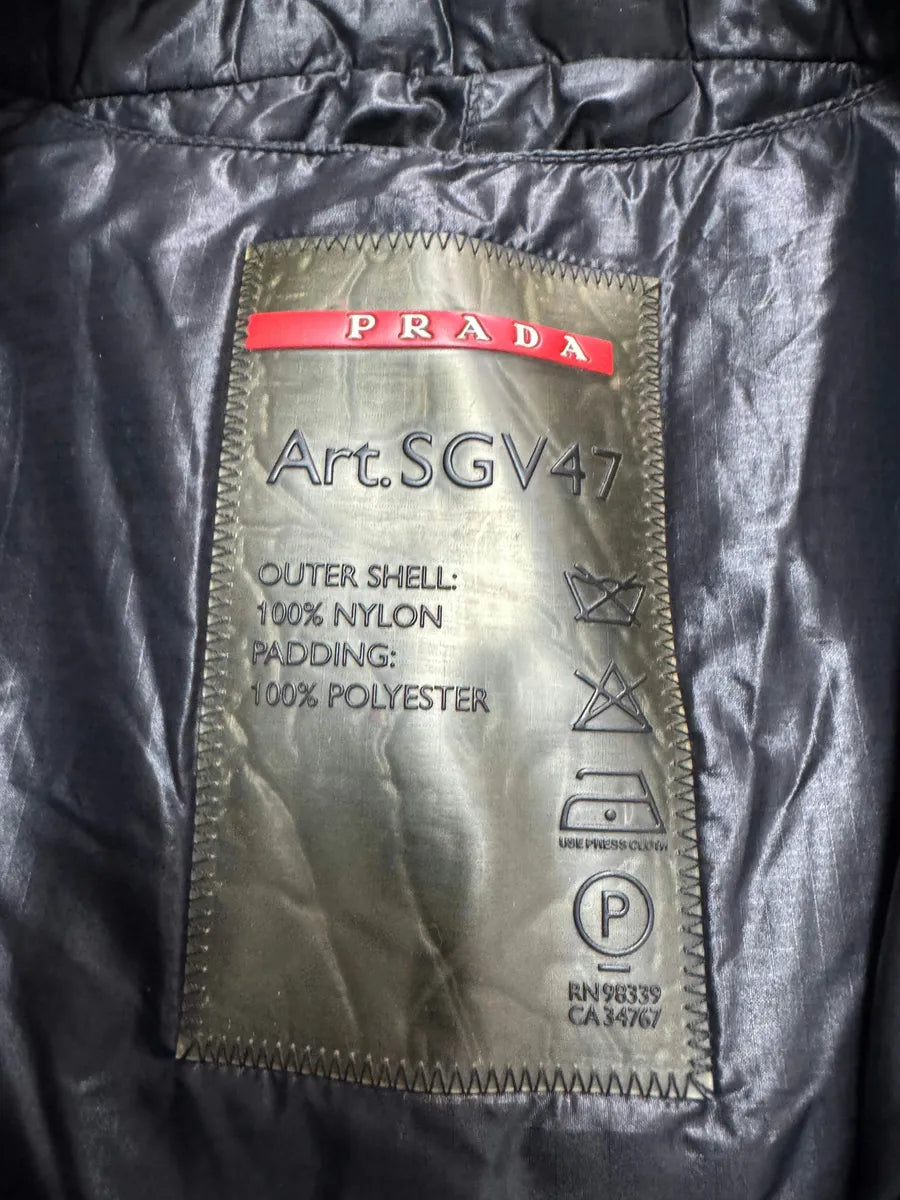 PRADA
Art. SGV47
OUTER SHELL:
100% NYLON
PADDING:
100% POLYESTER
USE PRESS CLOTH
P
RN 98339
CA 34767